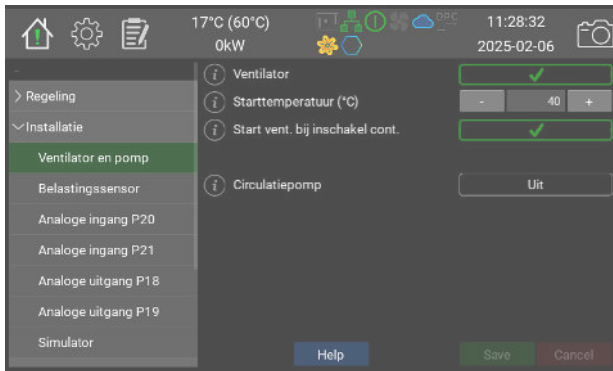 17°C (60°C)
0kW
DPC
11:28:32
2025-02-06
-
> Regeling
Installatie
Ventilator en pomp
Belastingssensor
Analoge ingang P20
Analoge ingang P21
Analoge uitgang P18
Analoge uitgang P19
Simulator
i Ventilator
i Starttemperatuur (°C) - 40 +
i Start vent. bij inschakel cont.
i Circulatiepomp Uit
Help Save Cancel